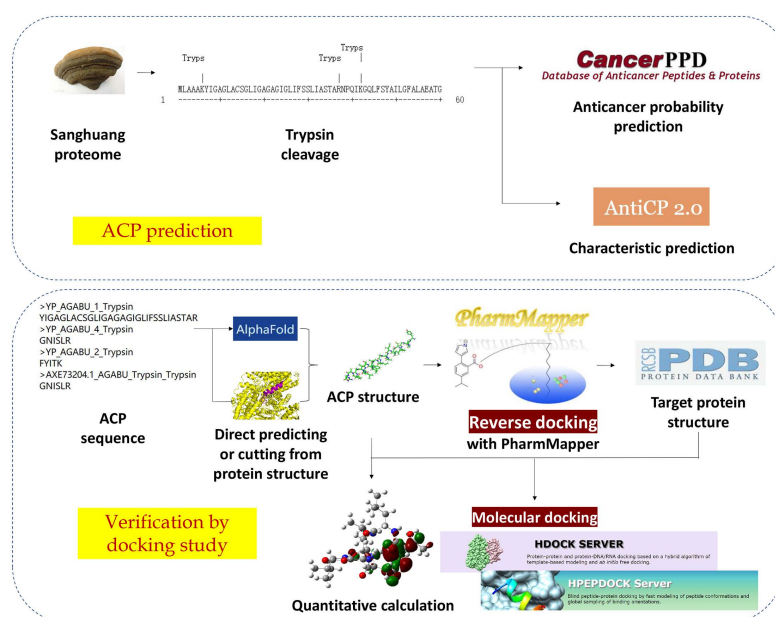 Tryps
Tryps
Tryps
MLAAAKYIGAGLACSGLIGAGAGIGLIFSSLIASTARNPQIKGQLFSYAILGFALAEATG
1
60
Sanghuang
proteome
Trypsin
cleavage
CancerPPD
Database of Anticancer Peptides & Proteins
Anticancer probability
prediction
AntiCP 2.0
Characteristic prediction
ACP prediction
>YP_AGABU_1_Trypsin
YIGAGLACSGLIGAGAGIGLIFSSLIASTAR
>YP_AGABU_4_Trypsin
GNISLR
>YP_AGABU_2_Trypsin
FYITK
>AXE73204.1_AGABU_Trypsin_Trypsin
GNISLR
ACP
sequence
AlphaFold
Direct predicting
or cutting from
protein structure
ACP structure
PharmMapper
Reverse docking
with PharmMapper
RCSB
PDB
PROTEIN DATA BANK
Target protein
structure
Verification by
docking study
Quantitative calculation
Molecular docking
HDOCK SERVER
Protein-protein and protein-DNA/RNA docking based on a hybrid algorithm of
template-based modeling and ab initio free docking.
HPEPDOCK Server
Blind peptide-protein docking by fast modeling of peptide conformations and
global sampling of binding orientations.